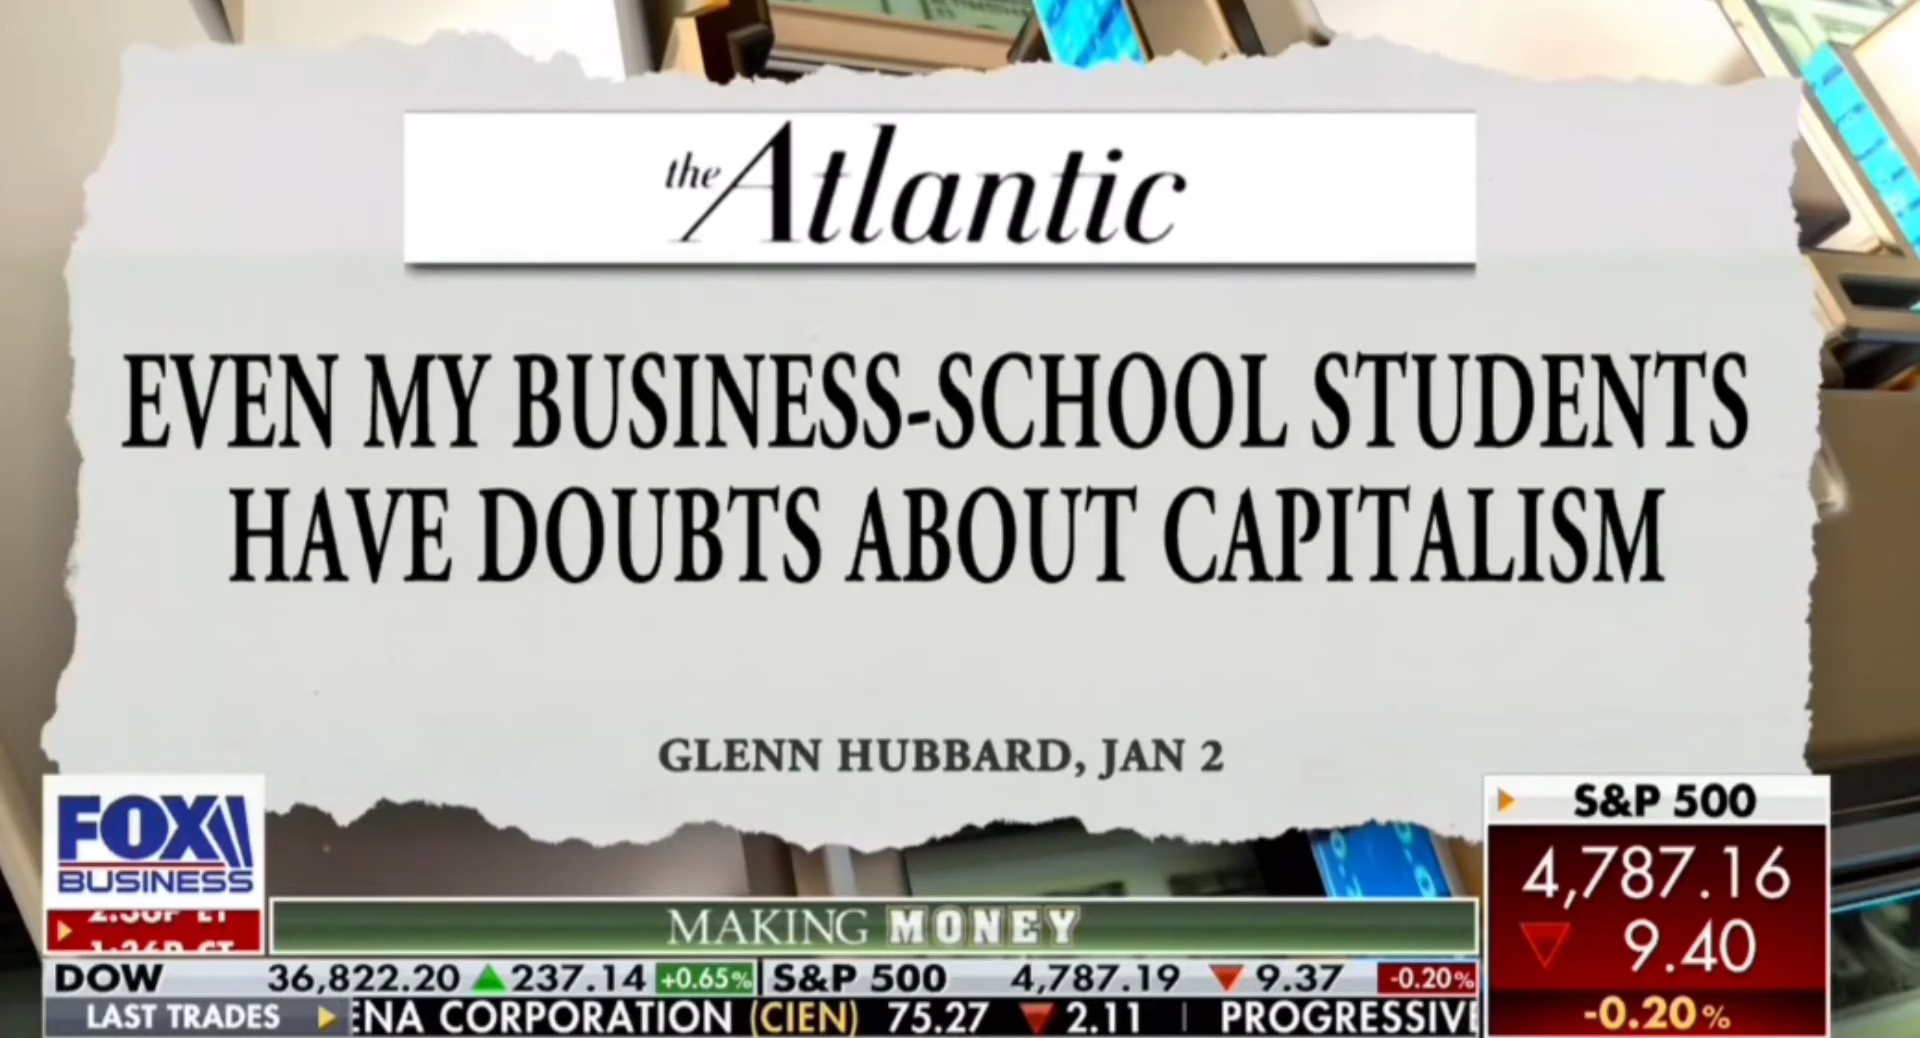 the Atlantic
EVEN MY BUSINESS-SCHOOL STUDENTS
HAVE DOUBTS ABOUT CAPITALISM
GLENN HUBBARD, JAN 2
FOX
BUSINESS
MAKING MONEY
S&P 500
4,787.16
▼ 9.40
-0.20%
DOW 36,822.20 ▲ 237.14 +0.65% S&P 500 4,787.19 ▼ 9.37 -0.20%
LAST TRADES ENA CORPORATION (CIEN) 75.27 ▼ 2.11 | PROGRESSIV